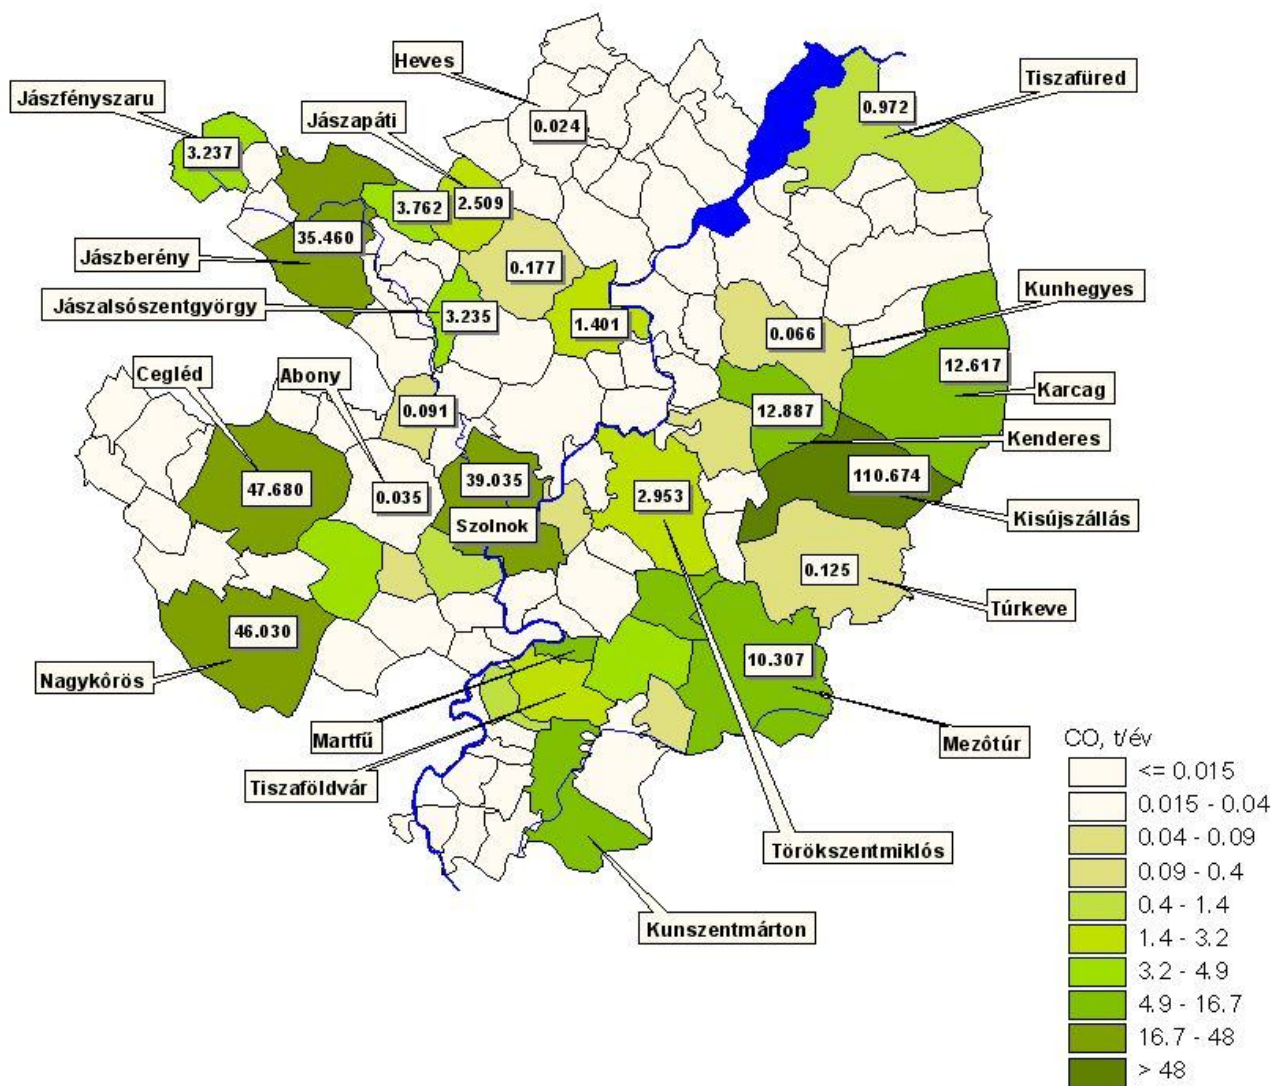 Heves
Tiszafüred
Jászfényszaru
0.972
Jászapáti
0.024
3.237
3.762
2.509
35.460
Jászberény
0.177
Kunhegyes
Jászalsószentgyörgy
3.235
1.401
0.066
12.617
Cegléd
Abony
Karcag
0.091
12.887
Kenderes
47.680
0.035
39.035
2.953
110.674
Kisújszállás
Szolnok
0.125
Túrkeve
46.030
10.307
Nagykôrös
Martfû
Mezôtúr
Tiszaföldvár
Törökszentmiklós
Kunszentmárton
CO, t/év
<= 0.015
0.015 - 0.04
0.04 - 0.09
0.09 - 0.4
0.4 - 1.4
1.4 - 3.2
3.2 - 4.9
4.9 - 16.7
16.7 - 48
> 48